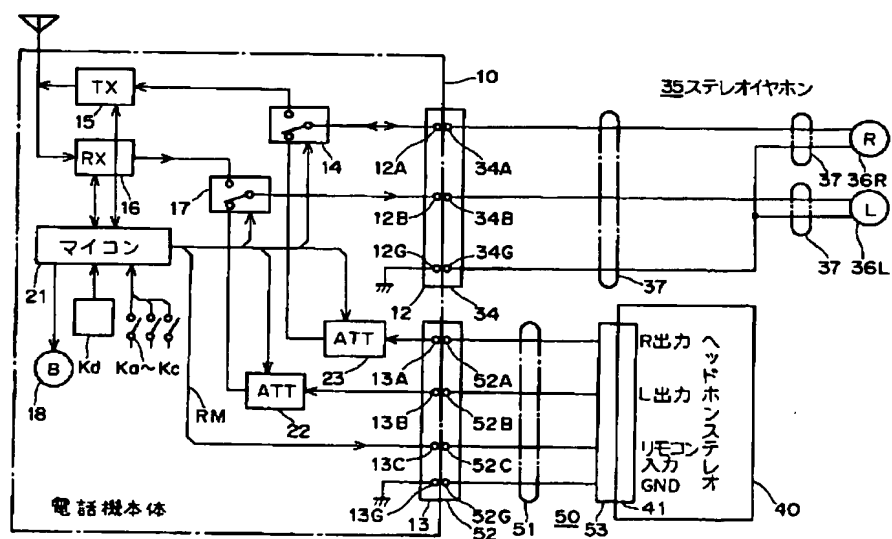 10
35 ステレオイヤホン
TX
15
14
12A
34A
R
37
36R
RX
16
17
12B
34B
L
37
36L
マイコン
21
12G
34G
12
34
37
Kd
Ka~Kc
B
18
ATT
23
13A
52A
R出力
ATT
22
13B
52B
L出力
RM
13C
52C
リモコン入力
13G
52G
GND
ヘッドホンステレオ
電話機本体
13
52
51
50
53
41
40